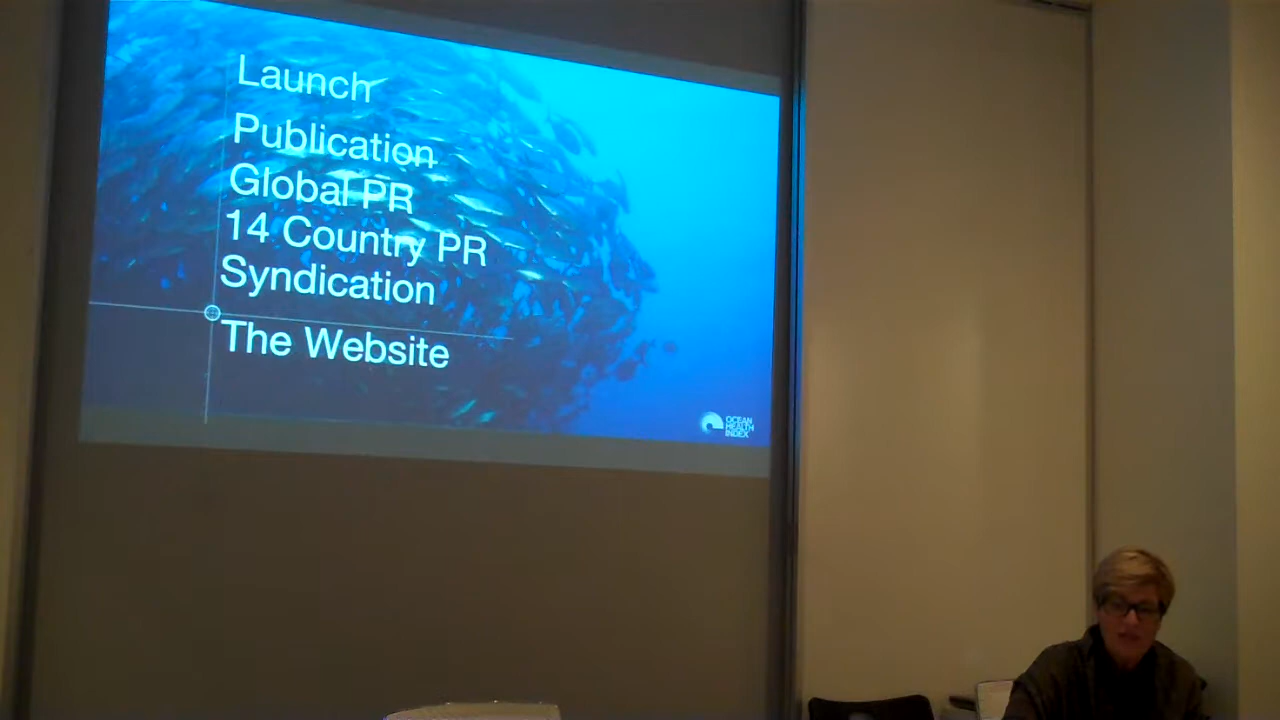 Launch
Publication
Global PR
14 Country PR
Syndication
The Website
OCEAN
HEALTH
INDEX